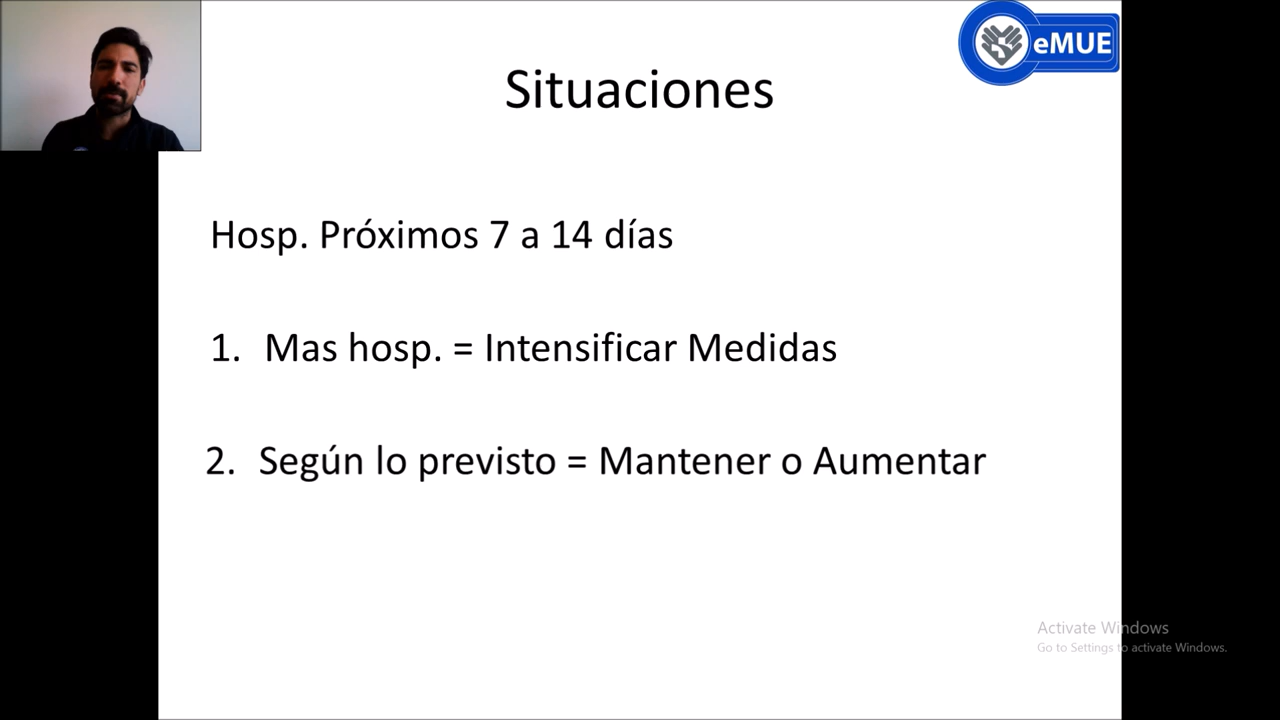 eMUE
Situaciones
Hosp. Próximos 7 a 14 días
1. Mas hosp. = Intensificar Medidas
2. Según lo previsto = Mantener o Aumentar
Activate Windows
Go to Settings to activate Windows.